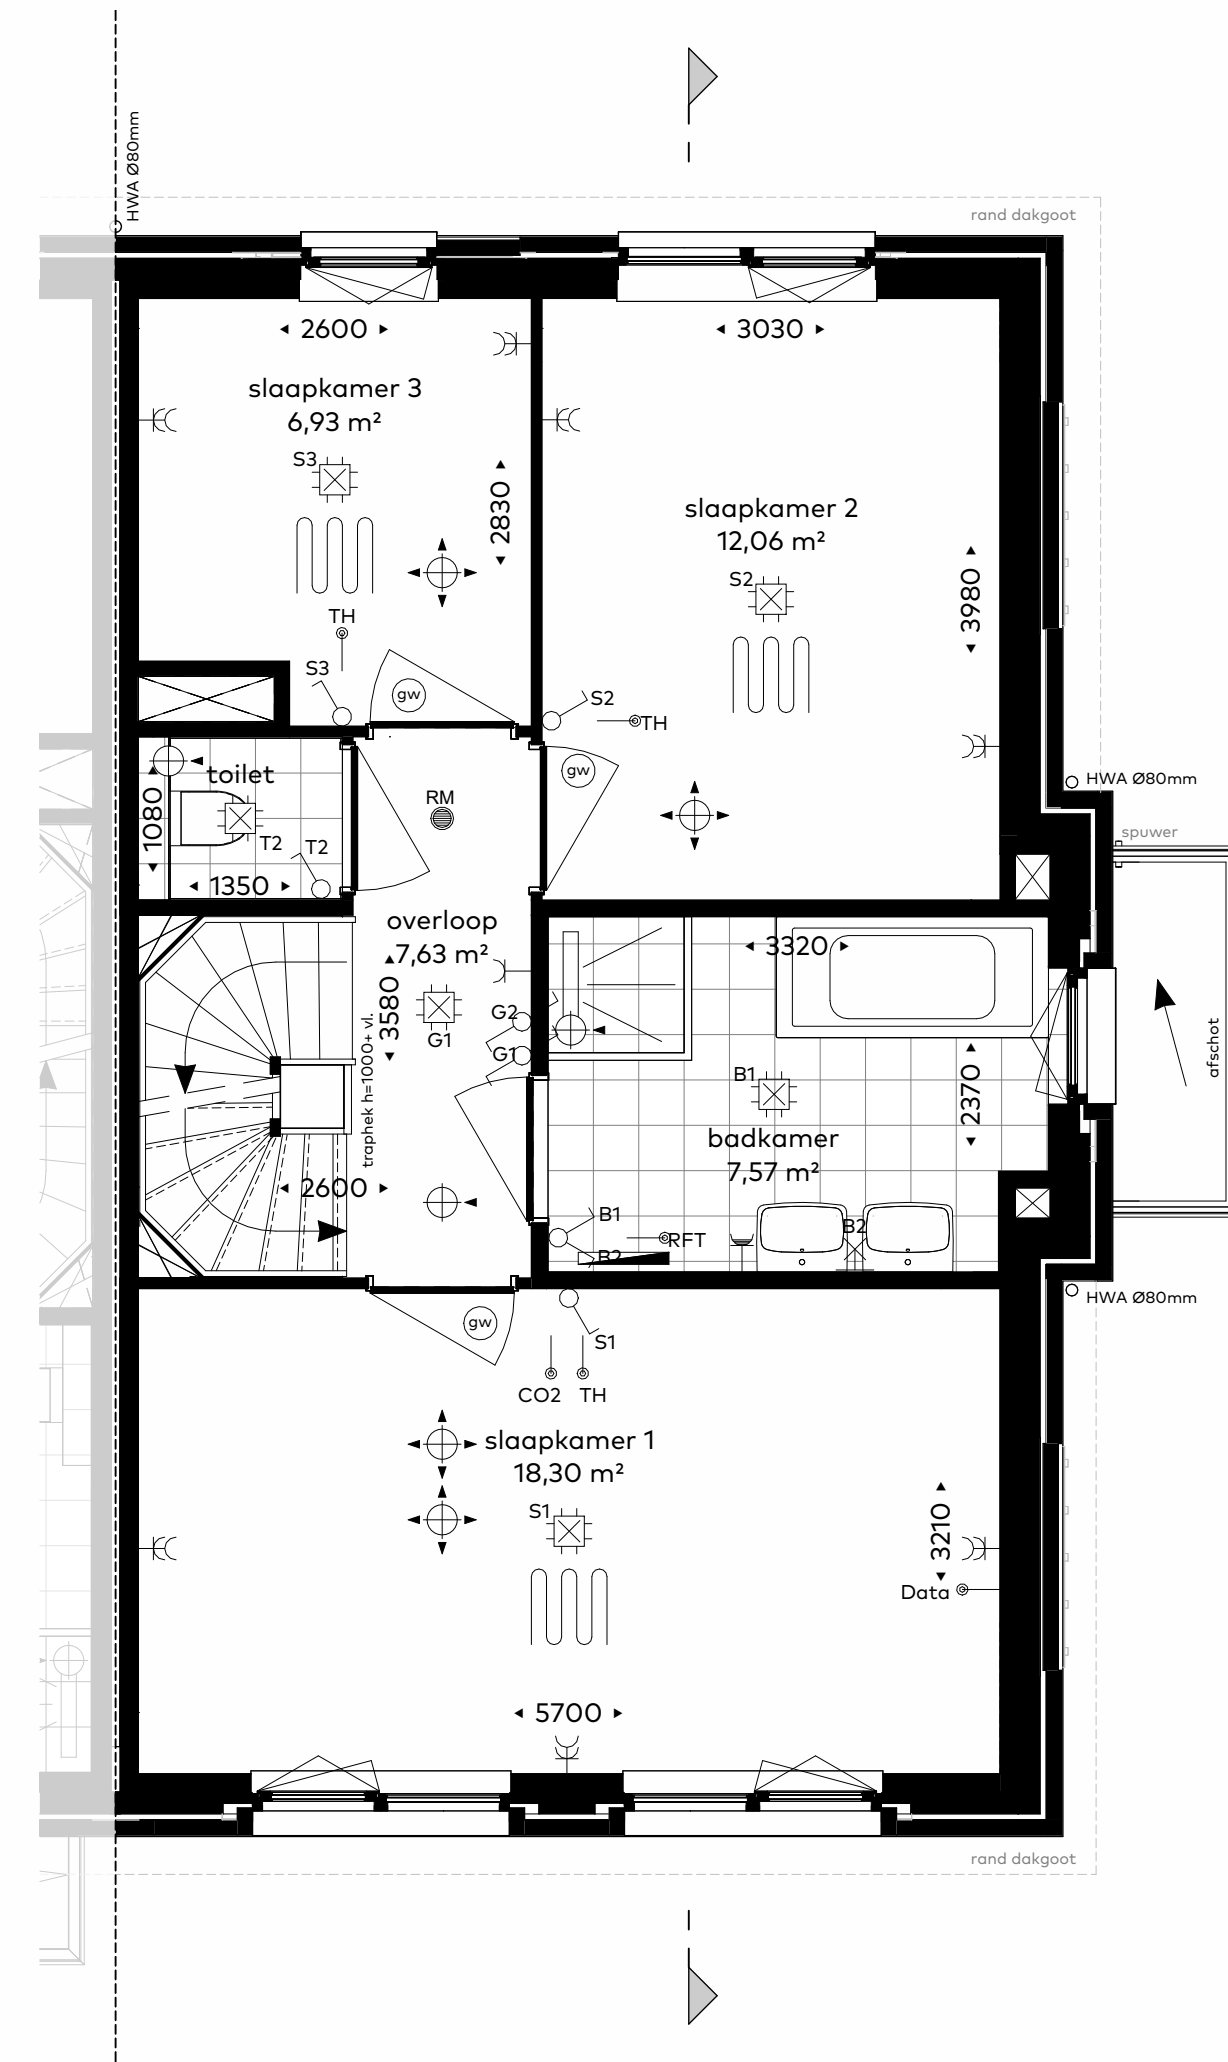 HWA Ø80mm
rand dakgoot
2600
3030
slaapkamer 3
6,93 m²
S3
2830
slaapkamer 2
12,06 m²
S2
3980
TH
S3
gw
S2
TH
gw
toilet
1080
T2
T2
1350
RM
HWA Ø80mm
spuwer
overloop
7,63 m²
3580
G2
G1
G1
traphek h=1000+ vl.
2600
3320
B1
2370
badkamer
7,57 m²
afschot
B1
B2
RFT
B2
HWA Ø80mm
gw
S1
CO2
TH
slaapkamer 1
18,30 m²
S1
3210
Data
5700
rand dakgoot